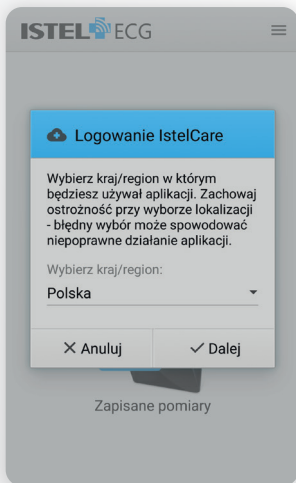 ISTEL ECG
Logowanie IstelCare
Wybierz kraj/region w którym
będziesz używał aplikacji. Zachowaj
ostrożność przy wyborze lokalizacji
- błędny wybór może spowodować
niepoprawne działanie aplikacji.
Wybierz kraj/region:
Polska
Anuluj
Dalej
Zapisane pomiary